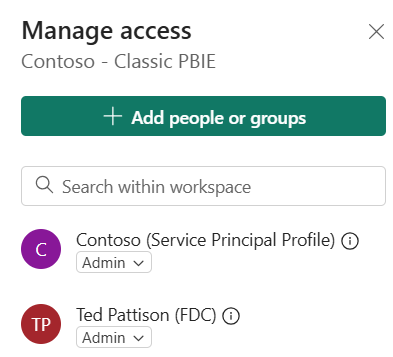 Manage access
Contoso - Classic PBIE
Add people or groups
Search within workspace
C
Contoso (Service Principal Profile)
Admin
TP
Ted Pattison (FDC)
Admin